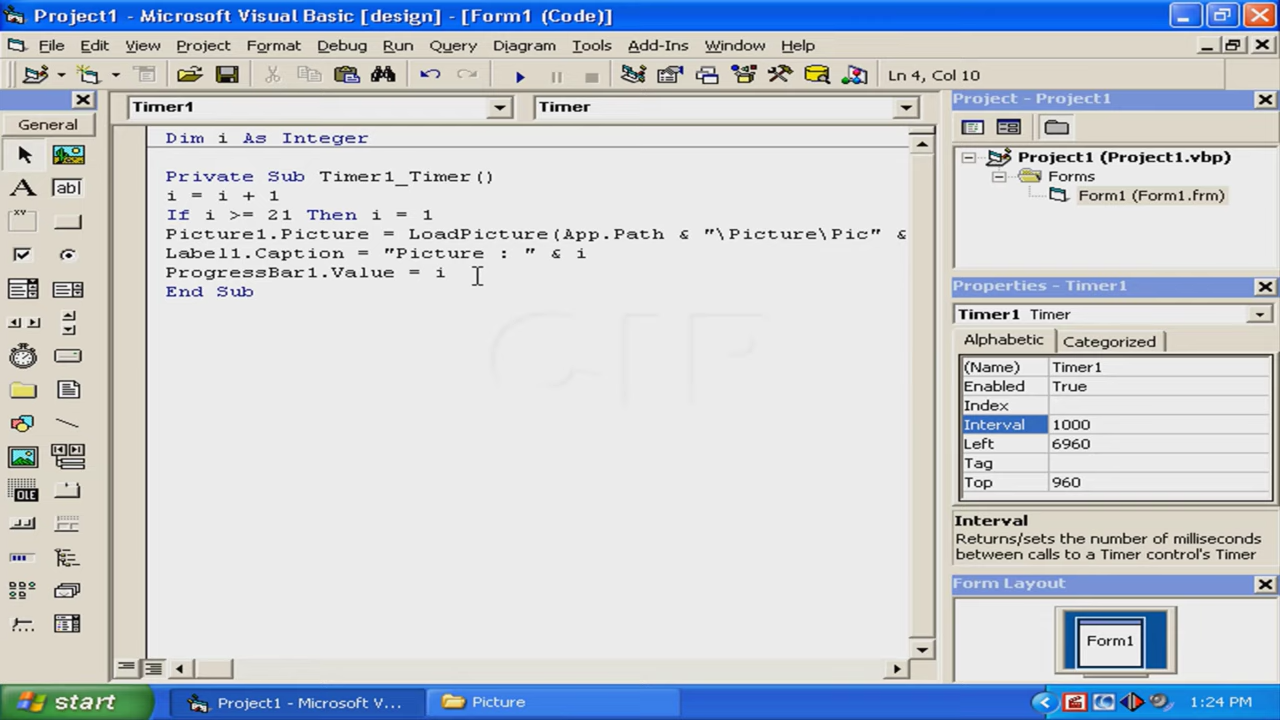 Project1 - Microsoft Visual Basic [design] - [Form1 (Code)]
File Edit View Project Format Debug Run Query Diagram Tools Add-Ins Window Help
Ln 4, Col 10
General
Timer1
Timer
Dim i As Integer
Private Sub Timer1_Timer()
i = i + 1
If i >= 21 Then i = 1
Picture1.Picture = LoadPicture(App.Path & "\Picture\Pic" &
Label1.Caption = "Picture : " & i
ProgressBar1.Value = i
End Sub
Project - Project1
Project1 (Project1.vbp)
Forms
Form1 (Form1.frm)
Properties - Timer1
Timer1 Timer
Alphabetic Categorized
(Name) Timer1
Enabled True
Index
Interval 1000
Left 6960
Tag
Top 960
Interval
Returns/sets the number of milliseconds
between calls to a Timer control's Timer
Form Layout
Form1
A
ab|
XY
OLE
start
Project1 - Microsoft V...
Picture
1:24 PM